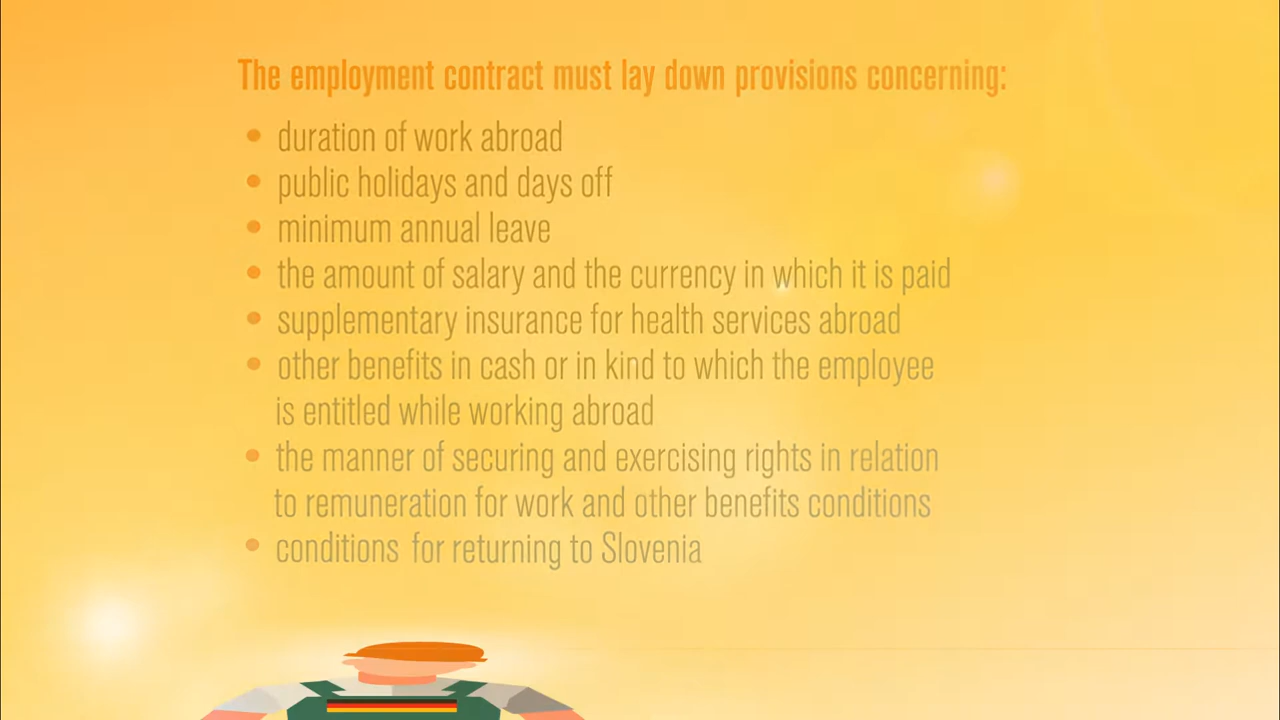 The employment contract must lay down provisions concerning:
• duration of work abroad
• public holidays and days off
• minimum annual leave
• the amount of salary and the currency in which it is paid
• supplementary insurance for health services abroad
• other benefits in cash or in kind to which the employee
is entitled while working abroad
• the manner of securing and exercising rights in relation
to remuneration for work and other benefits conditions
• conditions for returning to Slovenia